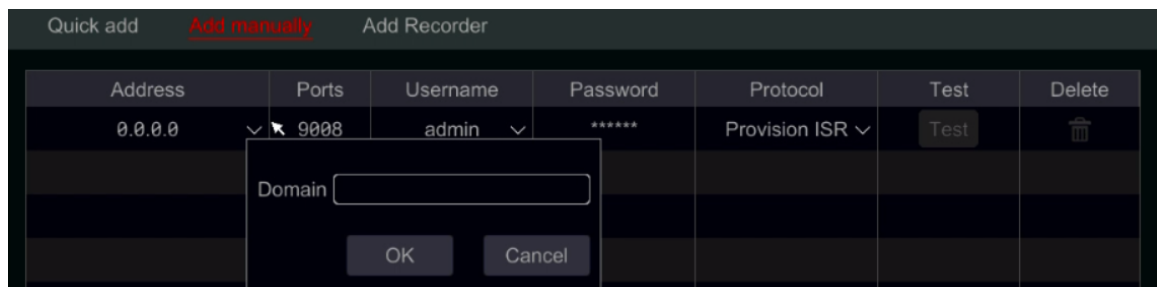 Quick add Add manually Add Recorder
Address Ports Username Password Protocol Test Delete
0.0.0.0 9008 admin ****** Provision ISR Test
Domain
OK Cancel